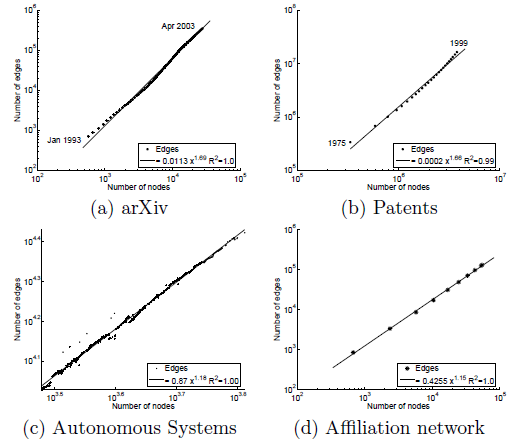 10^6
Apr 2003
10^5
10^4
10^3
Jan 1993
10^2
Number of edges
Edges
= 0.0113 x^1.69 R^2=1.0
10^2 10^3 10^4 10^5
Number of nodes
(a) arXiv
10^8
1999
10^7
10^6
1975
10^5
Number of edges
Edges
= 0.0002 x^1.66 R^2=0.99
10^5 10^6 10^7
Number of nodes
(b) Patents
10^4.4
10^4.3
10^4.2
10^4.1
Number of edges
Edges
= 0.87 x^1.18 R^2=1.00
10^3.5 10^3.6 10^3.7 10^3.8
Number of nodes
(c) Autonomous Systems
10^6
10^5
10^4
10^3
10^2
Number of edges
Edges
= 0.4255 x^1.15 R^2=1.0
10^2 10^3 10^4 10^5
Number of nodes
(d) Affiliation network